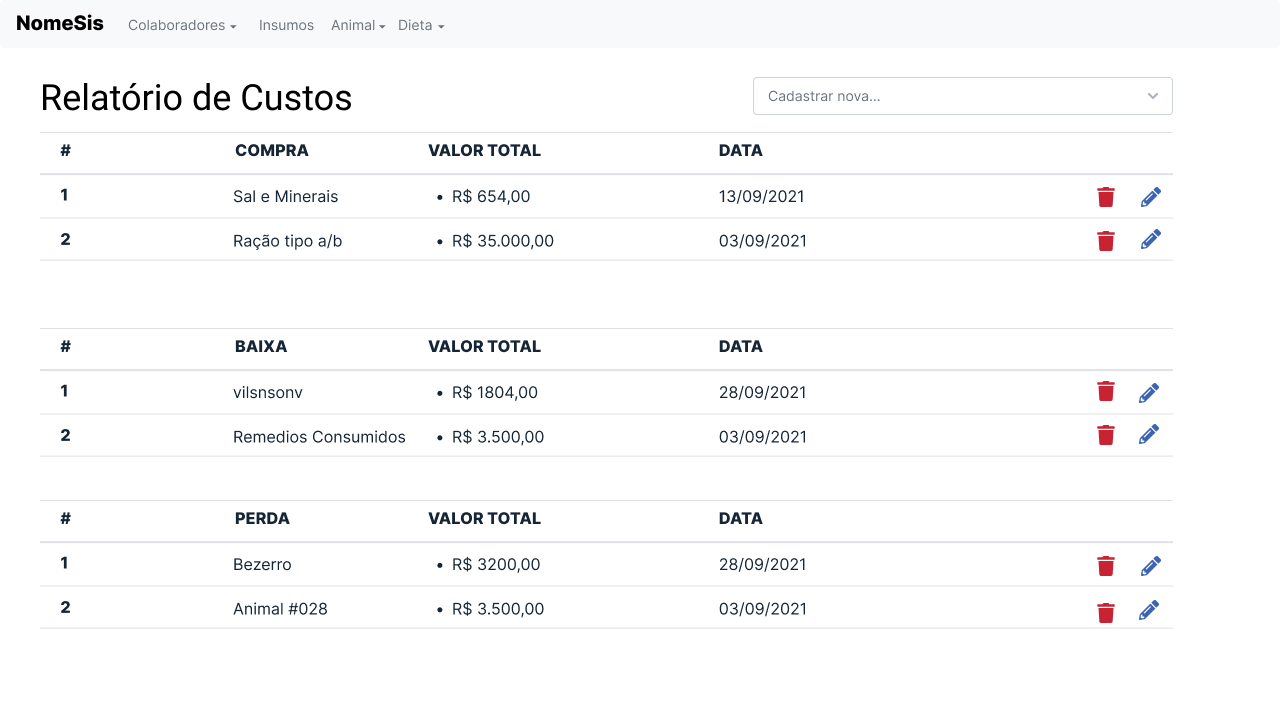 NomeSis Colaboradores Insumos Animal Dieta
Relatório de Custos
Cadastrar nova...
# COMPRA VALOR TOTAL DATA
1 Sal e Minerais • R$ 654,00 13/09/2021
2 Ração tipo a/b • R$ 35.000,00 03/09/2021
# BAIXA VALOR TOTAL DATA
1 vilsnsonv • R$ 1804,00 28/09/2021
2 Remedios Consumidos • R$ 3.500,00 03/09/2021
# PERDA VALOR TOTAL DATA
1 Bezerro • R$ 3200,00 28/09/2021
2 Animal #028 • R$ 3.500,00 03/09/2021